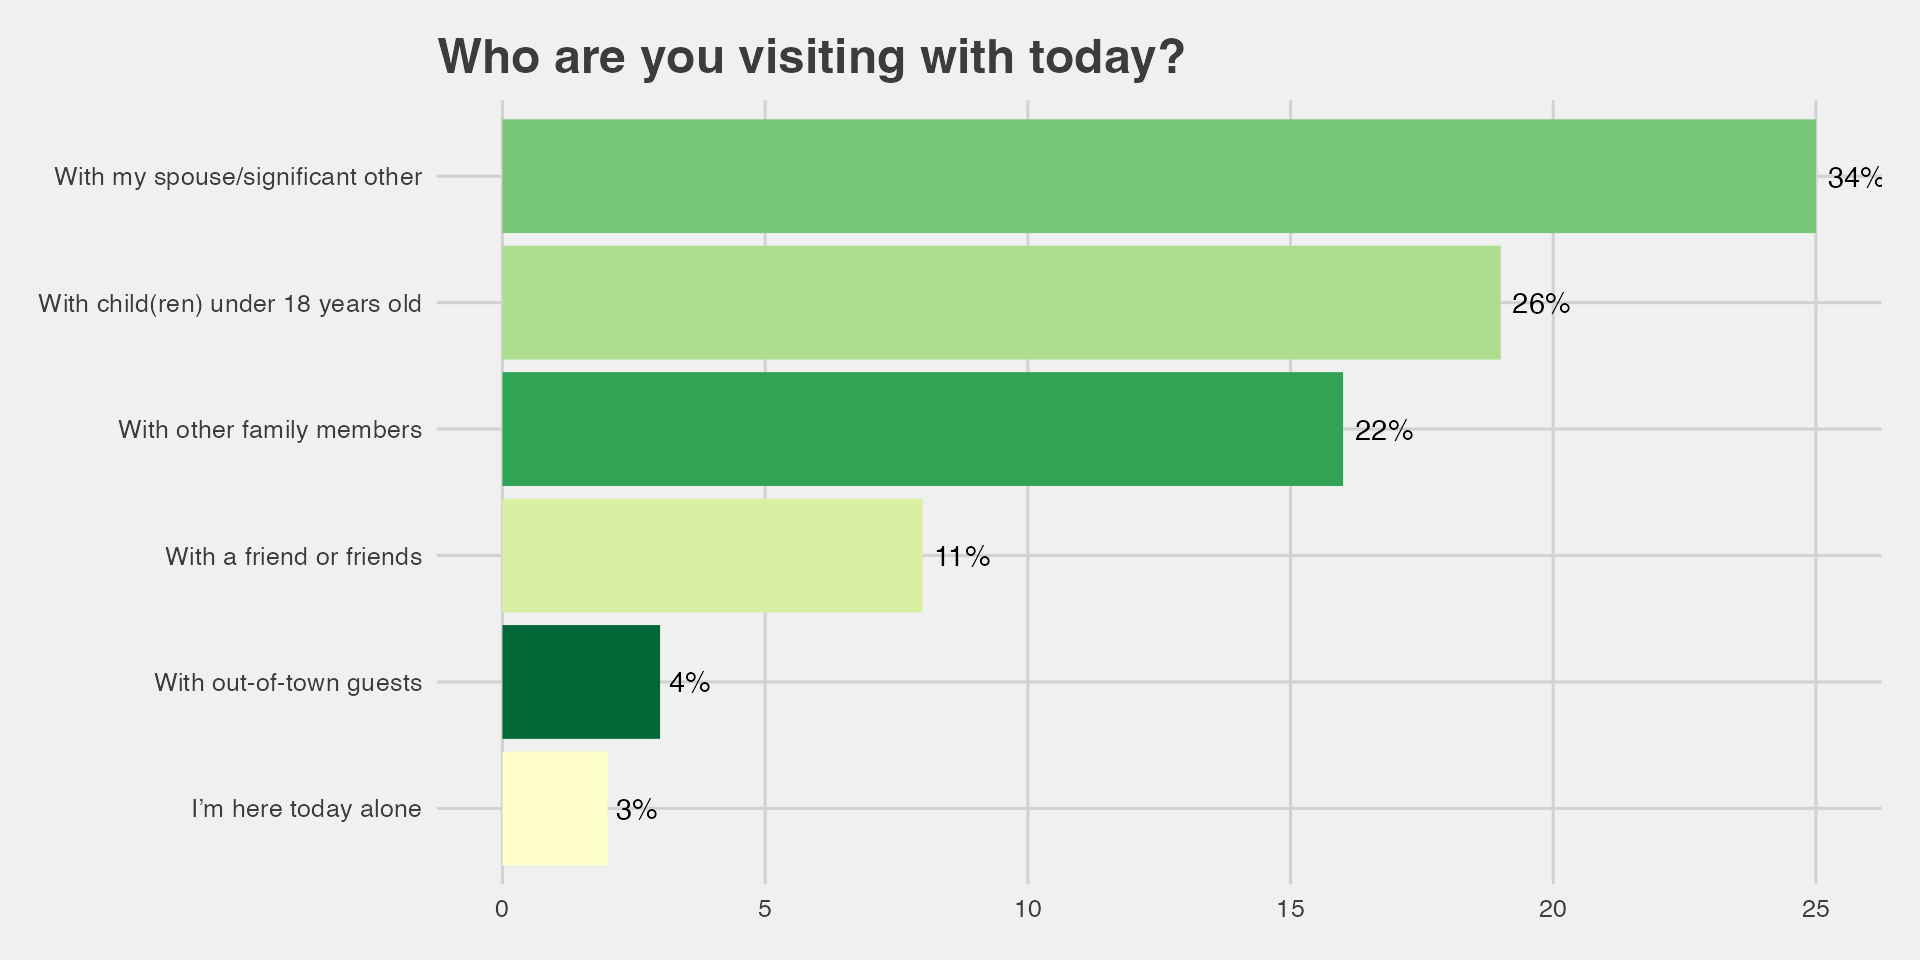 Who are you visiting with today?
With my spouse/significant other
34%
With child(ren) under 18 years old
26%
With other family members
22%
With a friend or friends
11%
With out-of-town guests
4%
I’m here today alone
3%
0 5 10 15 20 25